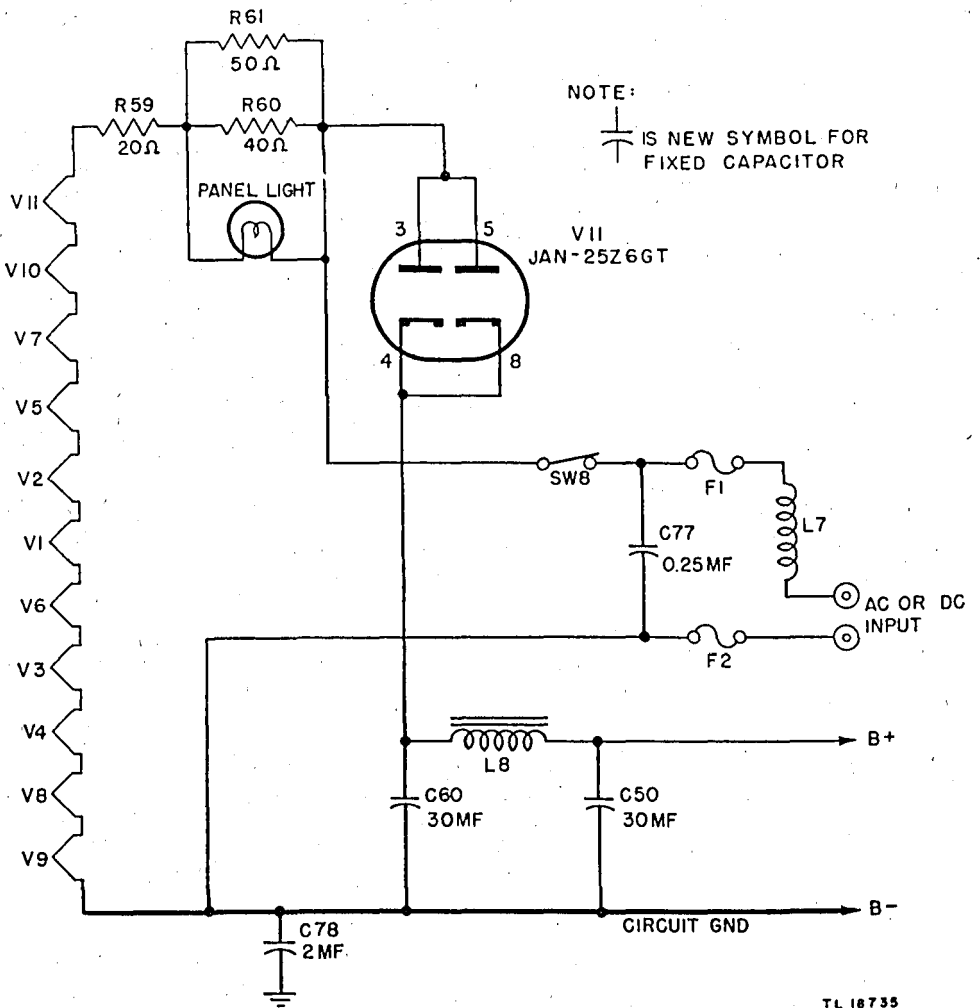 R61
50Ω
R59
20Ω
R60
40Ω
NOTE:
IS NEW SYMBOL FOR
FIXED CAPACITOR
PANEL LIGHT
V11
V10
V7
V5
V2
V1
V6
V3
V4
V8
V9
3
5
V11
JAN-25Z6GT
4
8
SW8
F1
L7
C77
0.25MF
AC OR DC
INPUT
F2
L8
B+
C60
30MF
C50
30MF
B-
CIRCUIT GND
C78
2MF
TL 18735